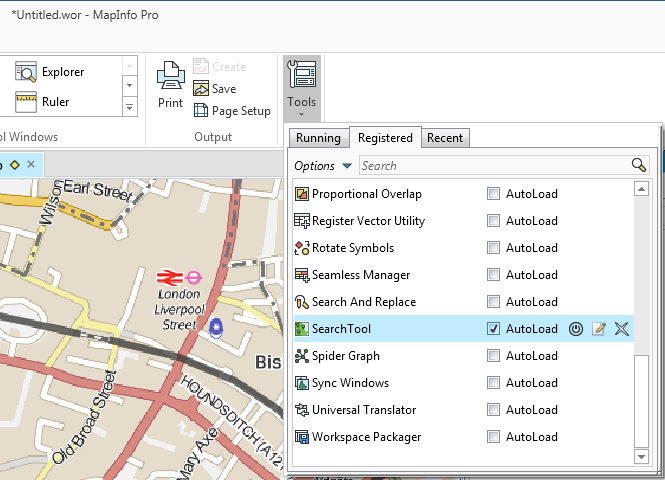 *Untitled.wor - MapInfo Pro
Explorer
Ruler
Print
Create
Save
Page Setup
Tools
l Windows
Output
Running
Registered
Recent
Options
Search
Proportional Overlap
AutoLoad
Register Vector Utility
AutoLoad
Rotate Symbols
AutoLoad
Seamless Manager
AutoLoad
Search And Replace
AutoLoad
SearchTool
AutoLoad
Spider Graph
AutoLoad
Sync Windows
AutoLoad
Universal Translator
AutoLoad
Workspace Packager
AutoLoad
Earl Street
Wilson
London
Liverpool
Street
Bis
HOUNDSDITCH (A12
Old Broad Street
Mary Axe